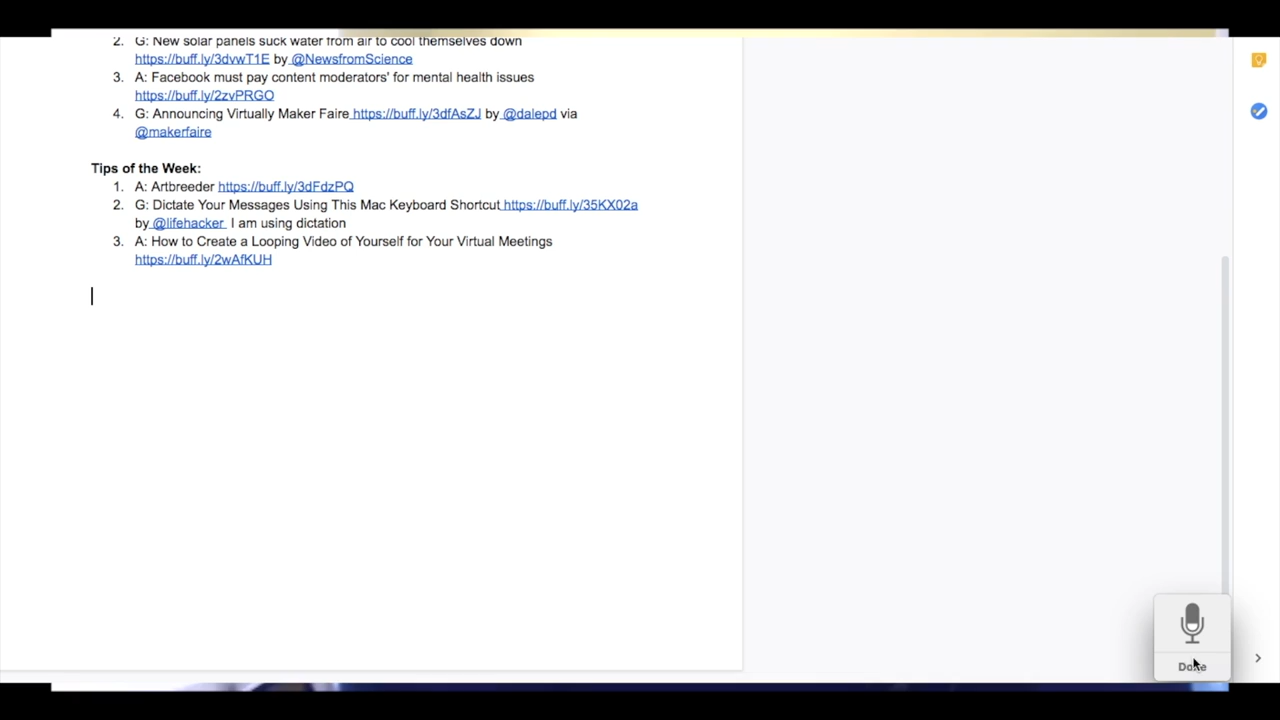 2. G: New solar panels suck water from air to cool themselves down
https://buff.ly/3dvwT1E by @NewsfromScience
3. A: Facebook must pay content moderators' for mental health issues
https://buff.ly/2zvPRGO
4. G: Announcing Virtually Maker Faire https://buff.ly/3dfAsZJ by @dalepd via
@makerfaire
Tips of the Week:
1. A: Artbreeder https://buff.ly/3dFdzPQ
2. G: Dictate Your Messages Using This Mac Keyboard Shortcut https://buff.ly/35KX02a
by @lifehacker I am using dictation
3. A: How to Create a Looping Video of Yourself for Your Virtual Meetings
https://buff.ly/2wAfKUH
Done